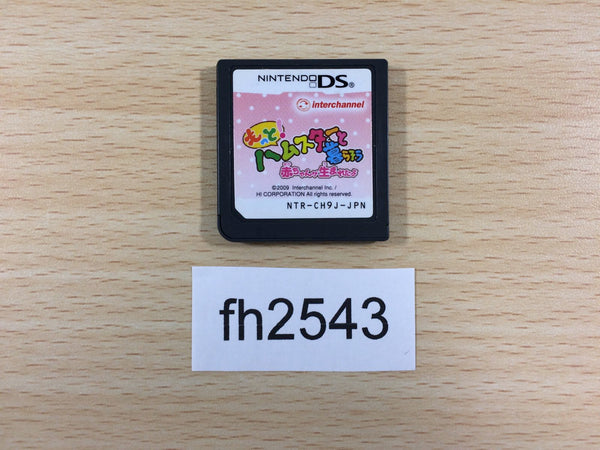 NINTENDO DS®
interchannel
もっと!
ハムスターと暮らそう
赤ちゃんが生まれたよ
©2009 Interchannel Inc. /
HI CORPORATION All rights reserved.
NTR-CH9J-JPN
fh2543